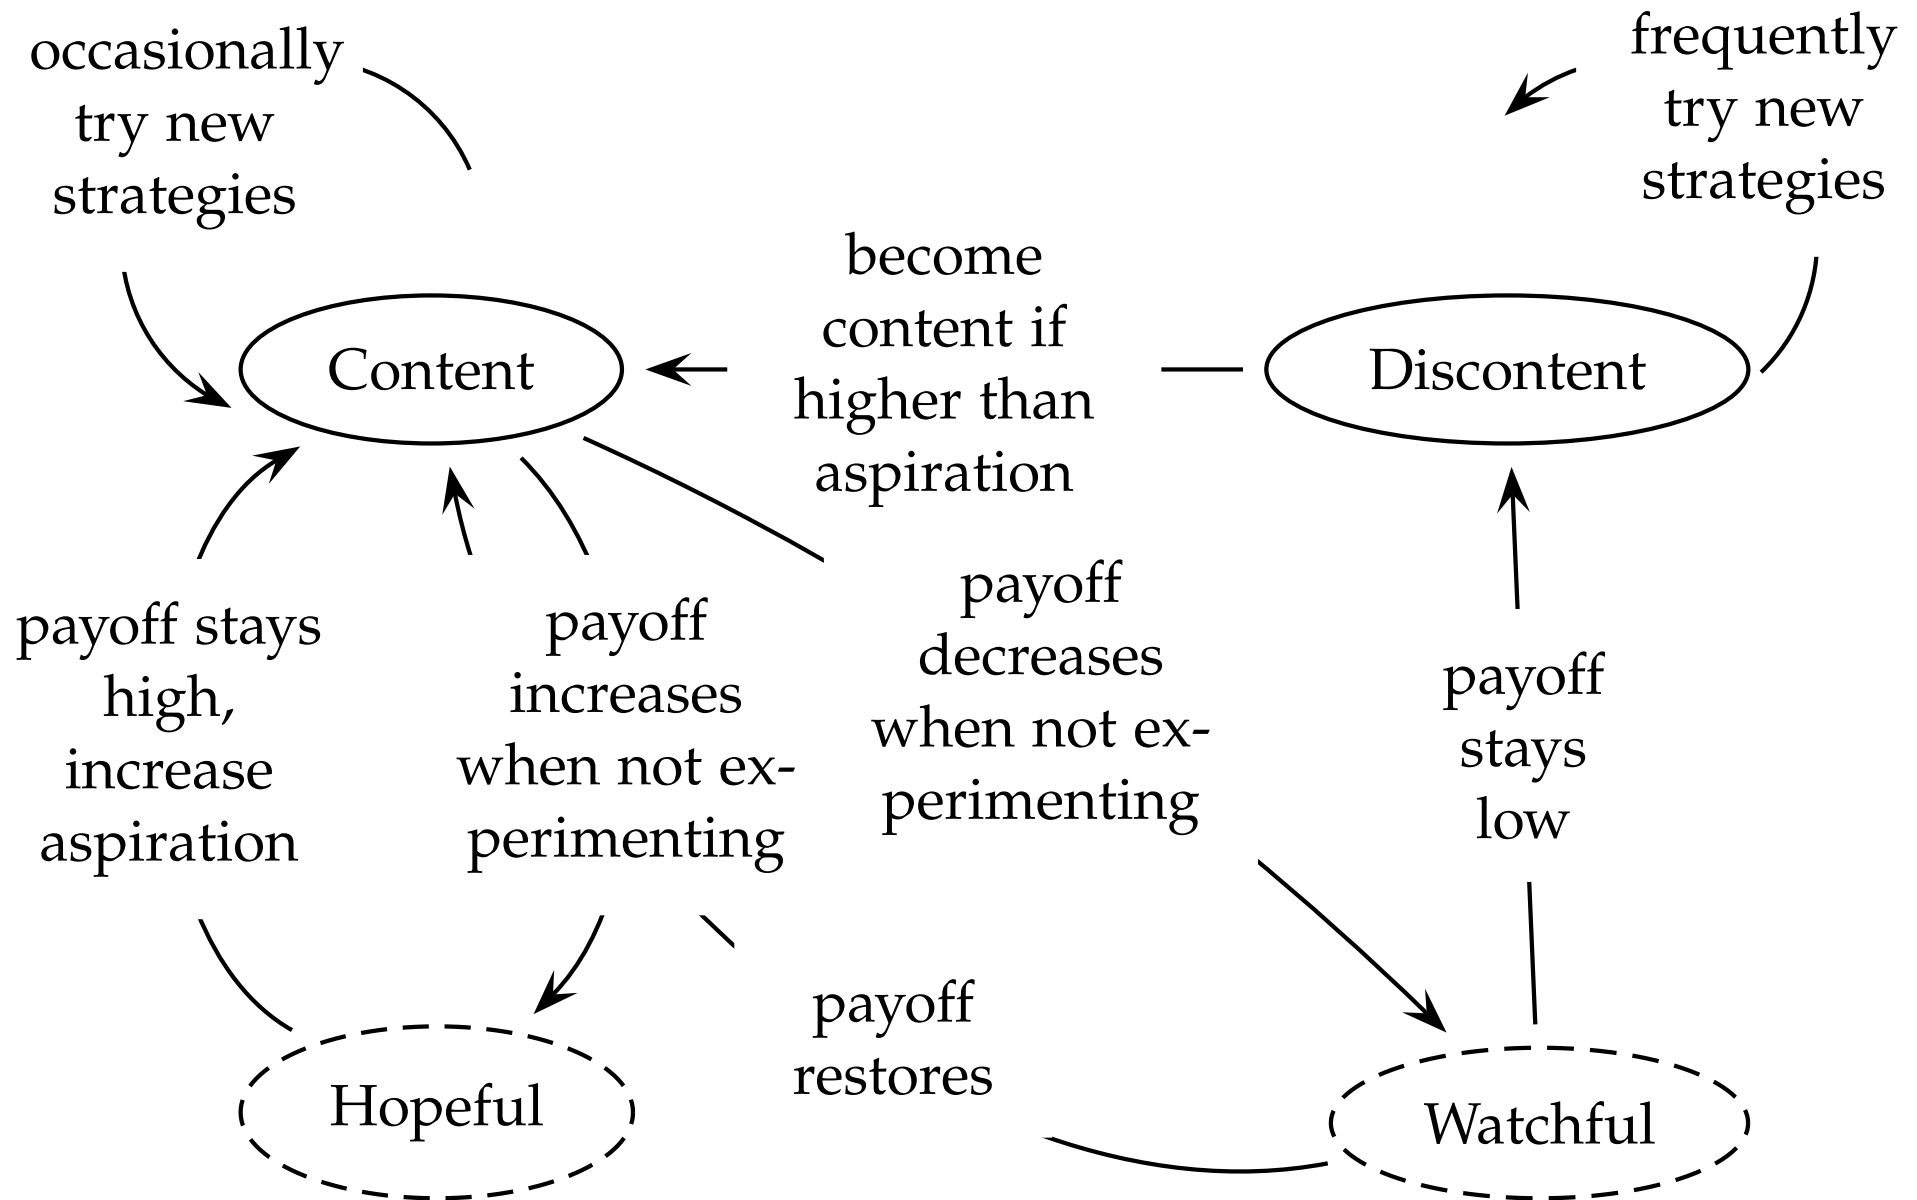 occasionally
try new
strategies
frequently
try new
strategies
become
content if
higher than
aspiration
Content
Discontent
payoff stays
high,
increase
aspiration
payoff
increases
when not ex-
perimenting
payoff
decreases
when not ex-
perimenting
payoff
stays
low
payoff
restores
Hopeful
Watchful